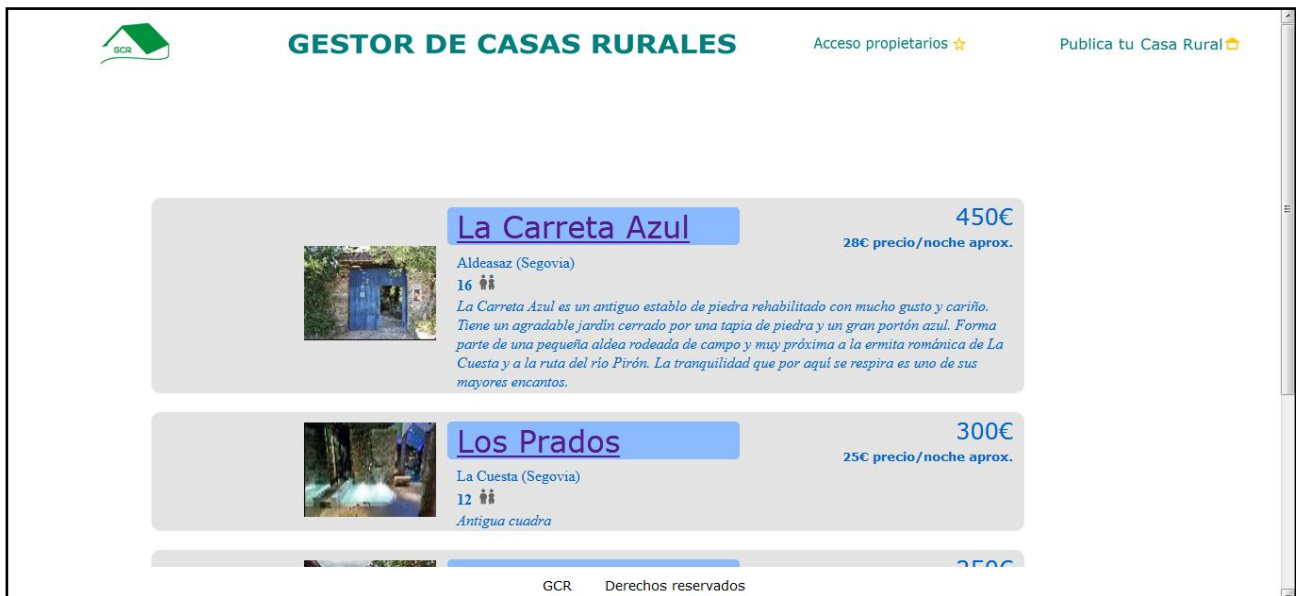 GCR
GESTOR DE CASAS RURALES
Acceso propietarios
Publica tu Casa Rural
La Carreta Azul
450€
28€ precio/noche aprox.
Aldeasaz (Segovia)
16
La Carreta Azul es un antiguo establo de piedra rehabilitado con mucho gusto y cariño.
Tiene un agradable jardín cerrado por una tapia de piedra y un gran portón azul. Forma
parte de una pequeña aldea rodeada de campo y muy próxima a la ermita románica de La
Cuesta y a la ruta del río Pirón. La tranquilidad que por aquí se respira es uno de sus
mayores encantos.
Los Prados
300€
25€ precio/noche aprox.
La Cuesta (Segovia)
12
Antigua cuadra
GCR Derechos reservados